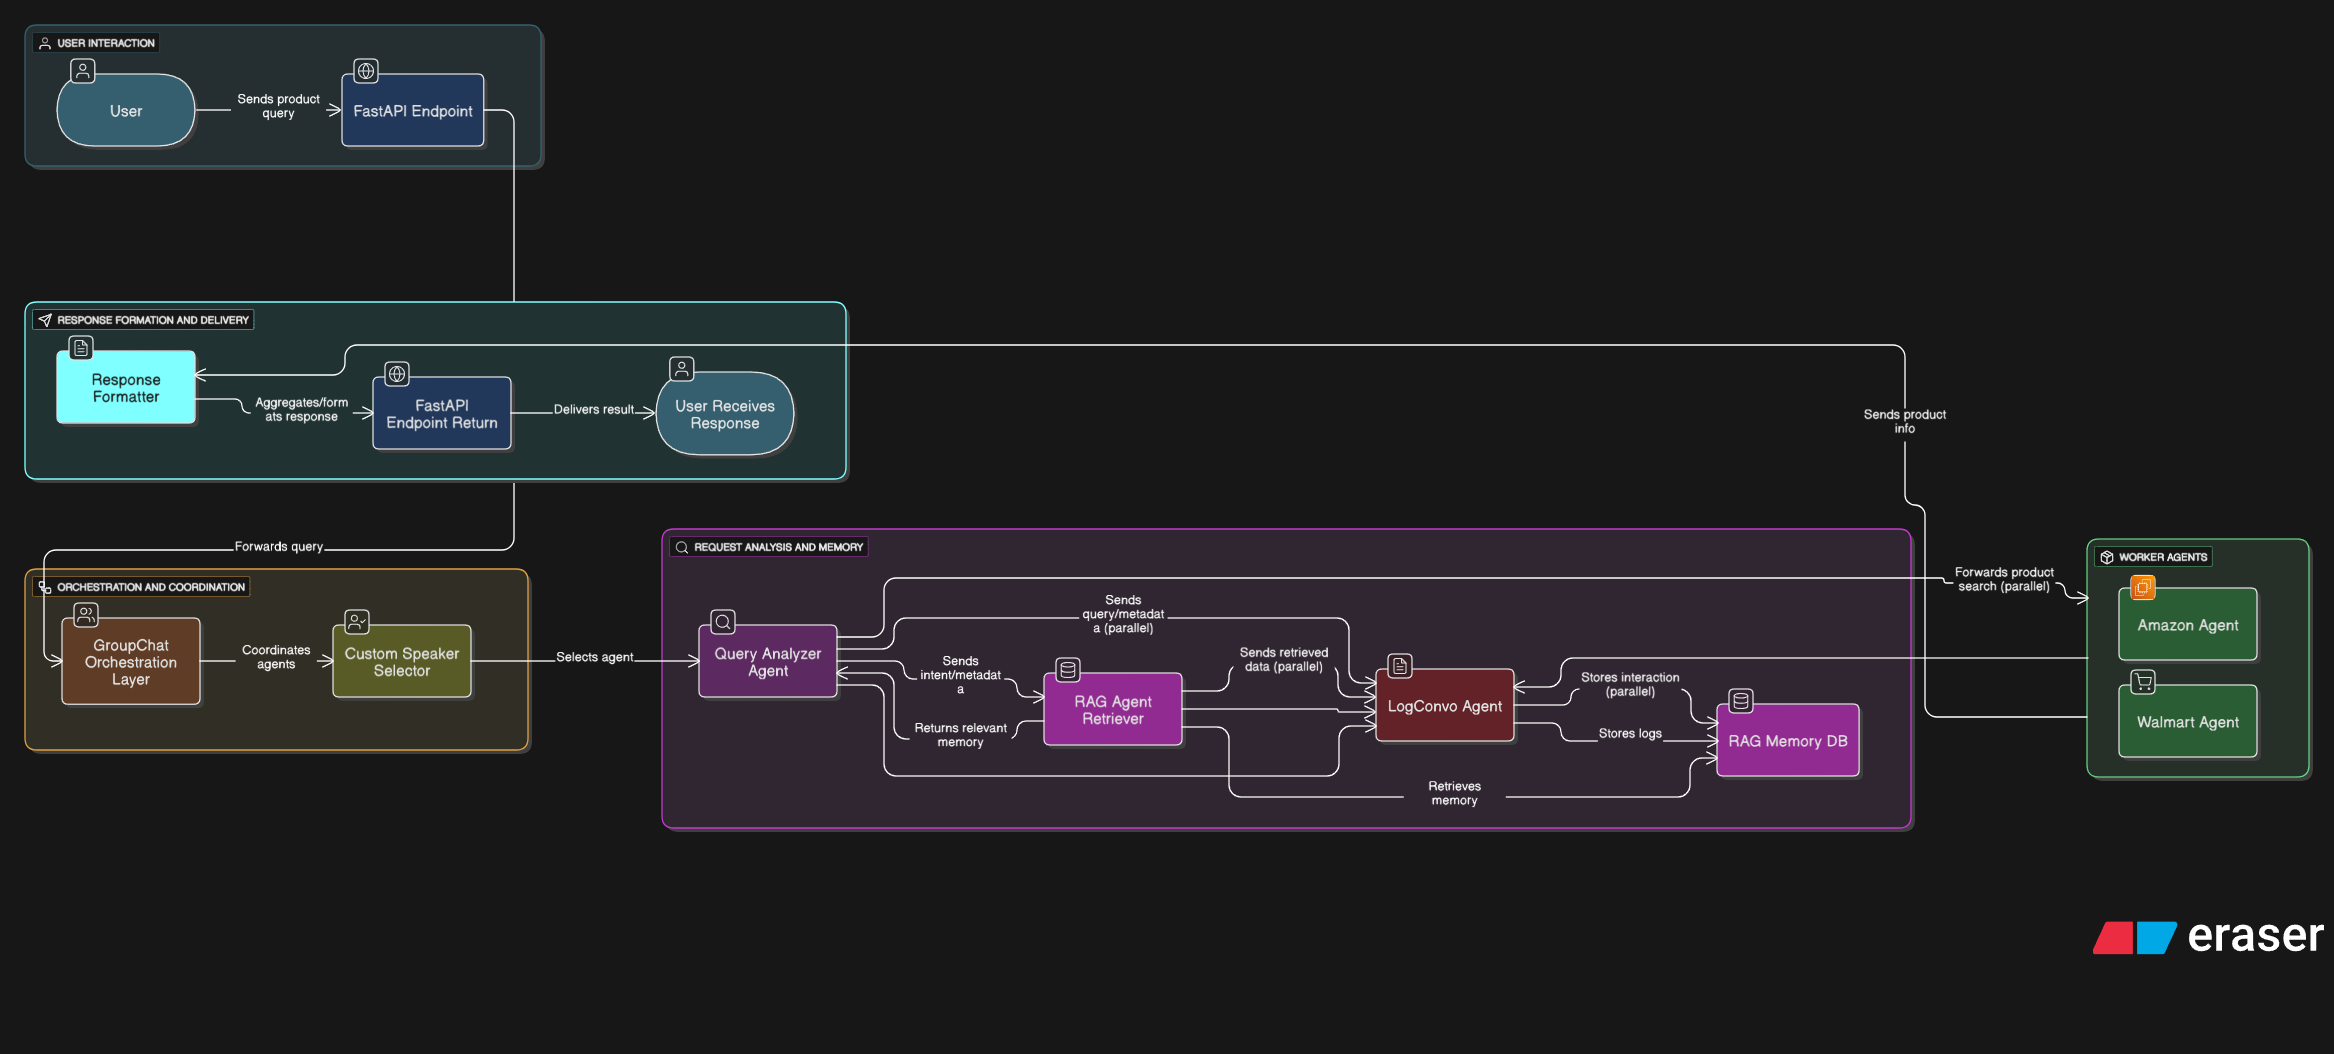 USER INTERACTION
User
Sends product
query
FastAPI Endpoint
RESPONSE FORMATION AND DELIVERY
Response
Formatter
Aggregates/form
ats response
FastAPI
Endpoint Return
Delivers result
User Receives
Response
Sends product
info
Forwards query
ORCHESTRATION AND COORDINATION
GroupChat
Orchestration
Layer
Coordinates
agents
Custom Speaker
Selector
Selects agent
REQUEST ANALYSIS AND MEMORY
Query Analyzer
Agent
Sends
query/metadat
a (parallel)
Sends
intent/metadat
a
Returns relevant
memory
RAG Agent
Retriever
Sends retrieved
data (parallel)
LogConvo Agent
Stores interaction
(parallel)
Stores logs
RAG Memory DB
Retrieves
memory
Forwards product
search (parallel)
WORKER AGENTS
Amazon Agent
Walmart Agent
eraser